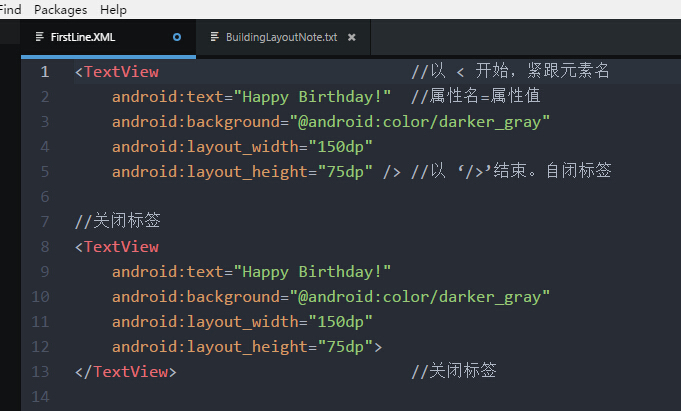 Find Packages Help
FirstLine.XML BuildingLayoutNote.txt
1 <TextView //以 < 开始，紧跟元素名
2 android:text="Happy Birthday!" //属性名=属性值
3 android:background="@android:color/darker_gray"
4 android:layout_width="150dp"
5 android:layout_height="75dp" /> //以 ‘/>’结束。自闭标签
6
7 //关闭标签
8 <TextView
9 android:text="Happy Birthday!"
10 android:background="@android:color/darker_gray"
11 android:layout_width="150dp"
12 android:layout_height="75dp">
13 </TextView> //关闭标签
14